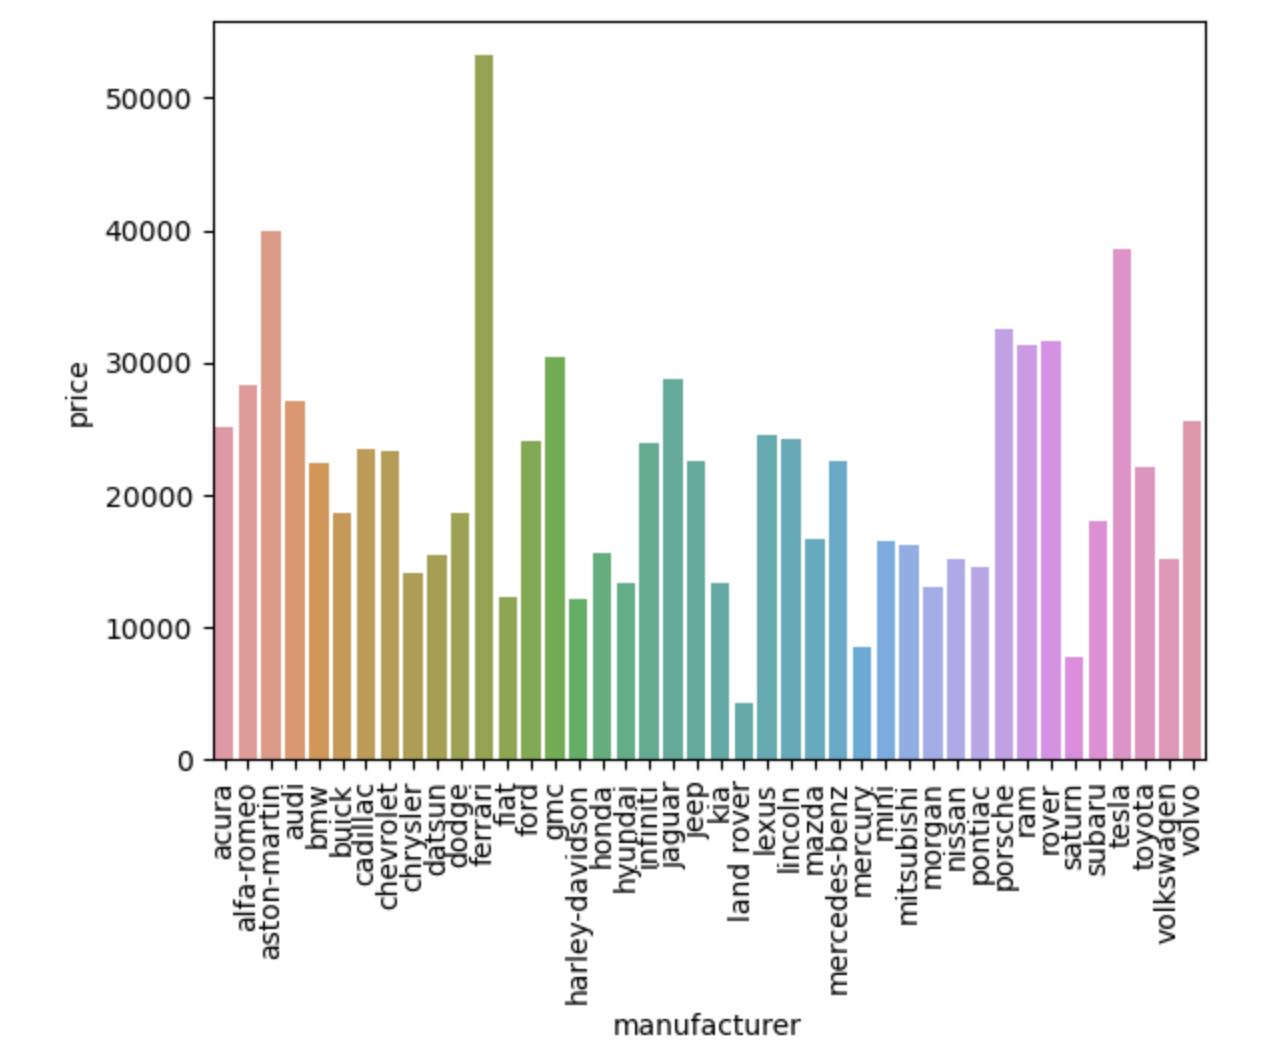 50000
40000
30000
20000
10000
0
price
acura
alfa-romeo
aston-martin
audi
bmw
buick
cadillac
chevrolet
chrysler
datsun
dodge
ferrari
fiat
ford
gmc
harley-davidson
honda
hyundai
infiniti
jaguar
jeep
kia
land rover
lexus
lincoln
mazda
mercedes-benz
mercury
mini
mitsubishi
morgan
nissan
pontiac
porsche
ram
rover
saturn
subaru
tesla
toyota
volkswagen
volvo
manufacturer